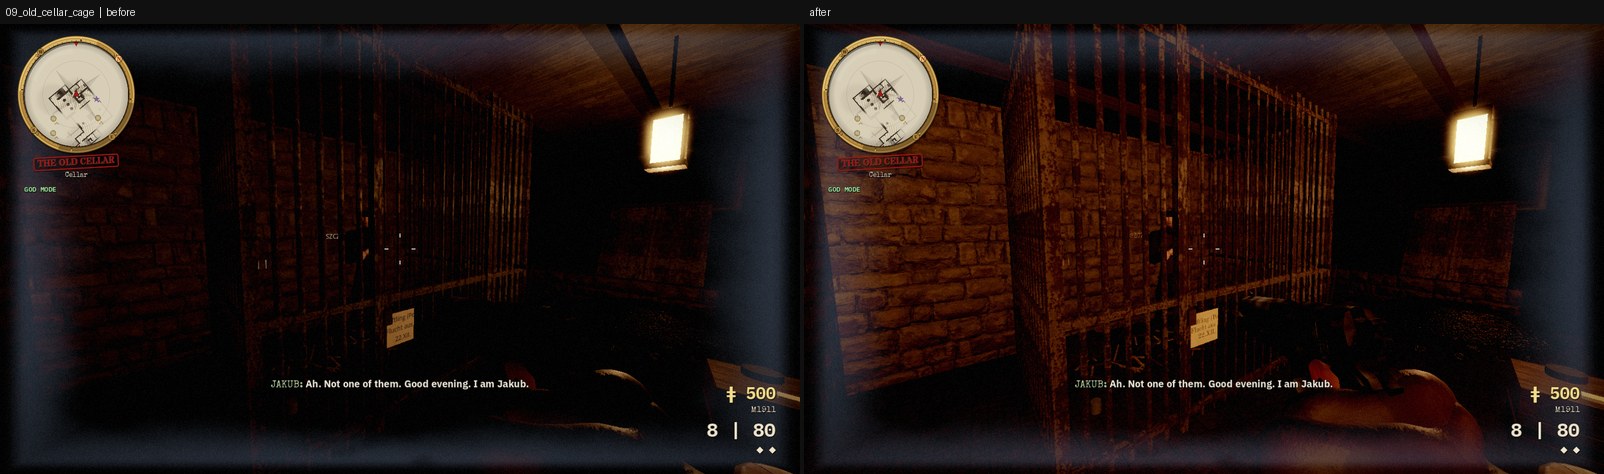 09_old_cellar_cage | before
after
THE OLD CELLAR
Cellar
GOD MODE
JAKUB: Ah. Not one of them. Good evening. I am Jakub.
500
M1911
8 | 80
THE OLD CELLAR
Cellar
GOD MODE
JAKUB: Ah. Not one of them. Good evening. I am Jakub.
500
M1911
8 | 80